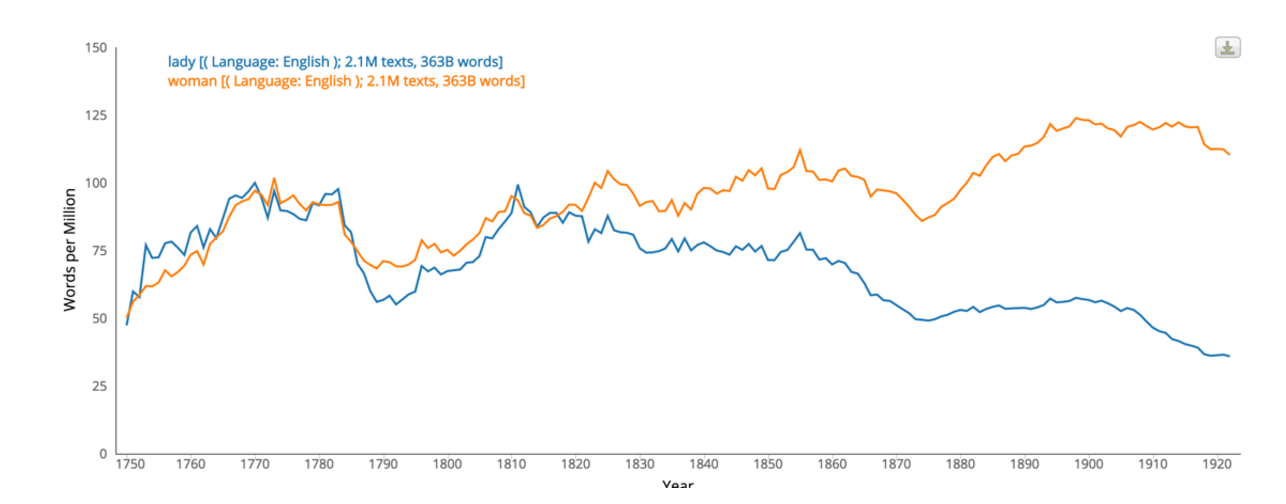 150
lady [( Language: English ); 2.1M texts, 363B words]
woman [( Language: English ); 2.1M texts, 363B words]
125
100
75
50
25
0
Words per Million
1750 1760 1770 1780 1790 1800 1810 1820 1830 1840 1850 1860 1870 1880 1890 1900 1910 1920
Year